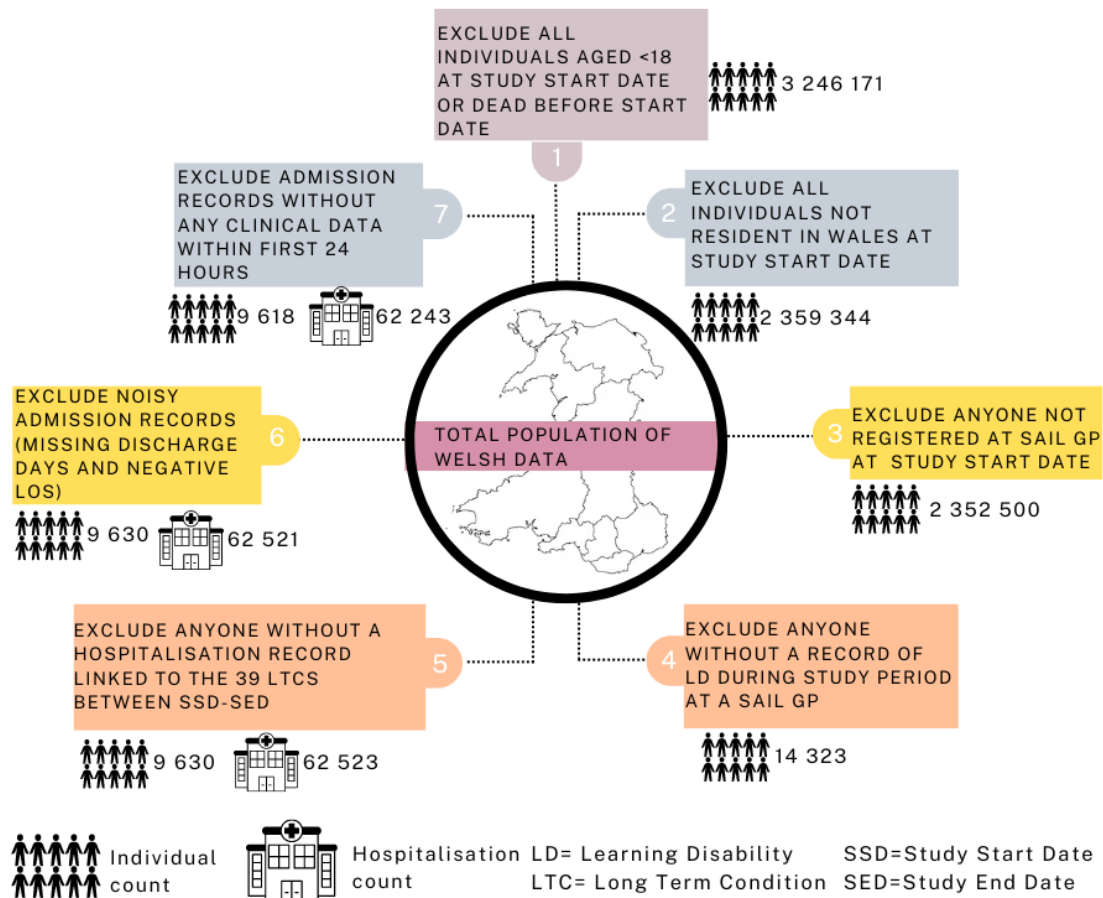 EXCLUDE ALL
INDIVIDUALS AGED <18
AT STUDY START DATE
OR DEAD BEFORE START
DATE
3 246 171
1
EXCLUDE ALL
INDIVIDUALS NOT
RESIDENT IN WALES AT
STUDY START DATE
2
2 359 344
EXCLUDE ANYONE NOT
REGISTERED AT SAIL GP
AT STUDY START DATE
3
2 352 500
EXCLUDE ANYONE
WITHOUT A RECORD OF
LD DURING STUDY PERIOD
AT A SAIL GP
4
14 323
EXCLUDE ANYONE WITHOUT A
HOSPITALISATION RECORD
LINKED TO THE 39 LTCS
BETWEEN SSD-SED
5
9 630
62 523
EXCLUDE NOISY
ADMISSION RECORDS
(MISSING DISCHARGE
DAYS AND NEGATIVE
LOS)
6
9 630
62 521
EXCLUDE ADMISSION
RECORDS WITHOUT
ANY CLINICAL DATA
WITHIN FIRST 24
HOURS
7
9 618
62 243
TOTAL POPULATION OF
WELSH DATA
Individual
count
Hospitalisation
count
LD= Learning Disability
LTC= Long Term Condition
SSD=Study Start Date
SED=Study End Date